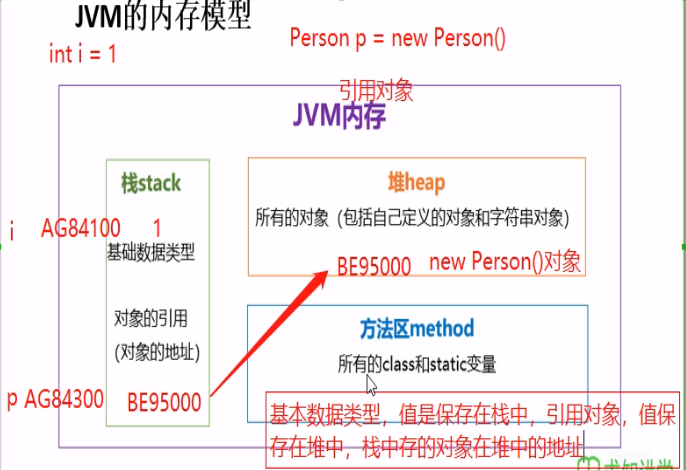 JVM的内存模型
int i = 1
Person p = new Person()
引用对象
JVM内存
栈stack
堆heap
所有的对象（包括自己定义的对象和字符串对象）
i AG84100 1
基础数据类型
BE95000 new Person()对象
对象的引用
(对象的地址)
方法区method
所有的class和static变量
p AG84300 BE95000
基本数据类型，值是保存在栈中，引用对象，值保
存在堆中，栈中存的对象在堆中的地址